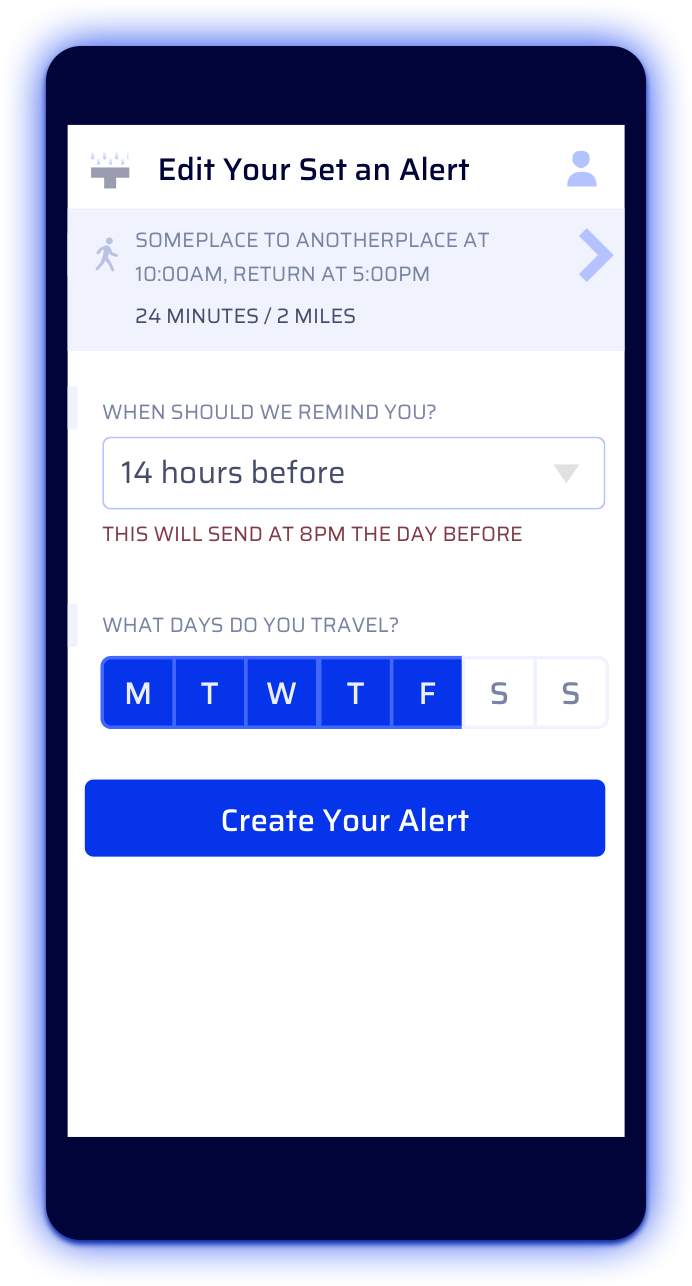 Edit Your Set an Alert
SOMEPLACE TO ANOTHERPLACE AT
10:00AM, RETURN AT 5:00PM
24 MINUTES / 2 MILES
WHEN SHOULD WE REMIND YOU?
14 hours before
THIS WILL SEND AT 8PM THE DAY BEFORE
WHAT DAYS DO YOU TRAVEL?
M T W T F S S
Create Your Alert